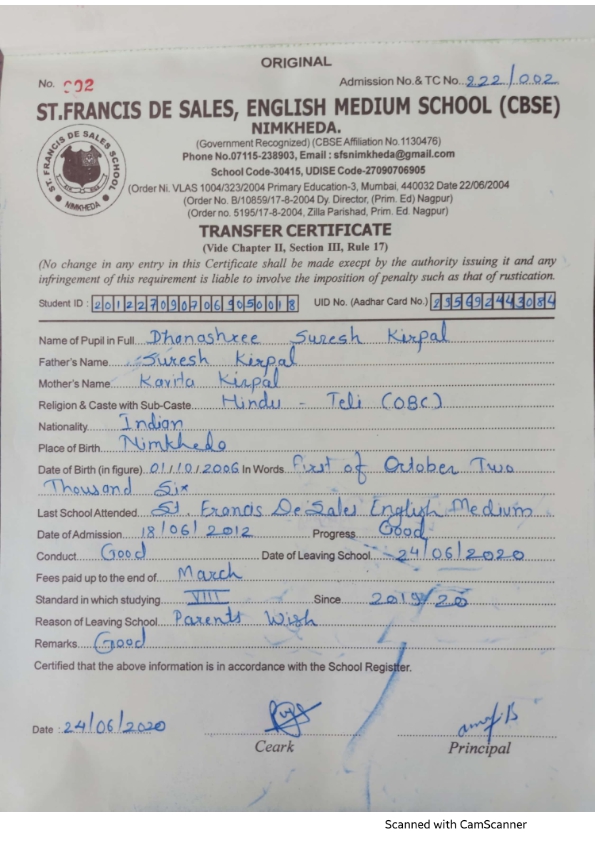 ORIGINAL
No. 002 Admission No.& TC No. 222/002
ST.FRANCIS DE SALES, ENGLISH MEDIUM SCHOOL (CBSE)
NIMKHEDA.
(Government Recognized) (CBSE Affiliation No.1130476)
Phone No.07115-238903, Email : sfsnimkheda@gmail.com
School Code-30415, UDISE Code-27090706905
(Order Ni. VLAS 1004/323/2004 Primary Education-3, Mumbai, 440032 Date 22/06/2004
(Order No. B/10859/17-8-2004 Dy. Director, (Prim. Ed) Nagpur)
(Order no. 5195/17-8-2004, Zilla Parishad, Prim. Ed. Nagpur)
ST. FRANCIS DE SALES SCHOOL
NIMKHEDA
TRANSFER CERTIFICATE
(Vide Chapter II, Section III, Rule 17)
(No change in any entry in this Certificate shall be made execpt by the authority issuing it and any
infringement of this requirement is liable to involve the imposition of penalty such as that of rustication.
Student ID : 2012270907069050018 UID No. (Aadhar Card No.) 235692443084
Name of Pupil in Full Dhanashree Suresh Kirpal
Father's Name Suresh Kirpal
Mother's Name Kavita Kirpal
Religion & Caste with Sub-Caste Hindu - Teli (OBC)
Nationality Indian
Place of Birth Nimkheda
Date of Birth (in figure) 01/10/2006 In Words First of October Two
Thousand Six
Last School Attended St. Francis De Sales English Medium
Date of Admission 18/06/2012 Progress Good
Conduct Good Date of Leaving School 24/06/2020
Fees paid up to the end of March
Standard in which studying VIII Since 2019/20
Reason of Leaving School Parents Wish
Remarks Good
Certified that the above information is in accordance with the School Regisfter.
Date : 24/06/2020
Ceark Principal
Scanned with CamScanner